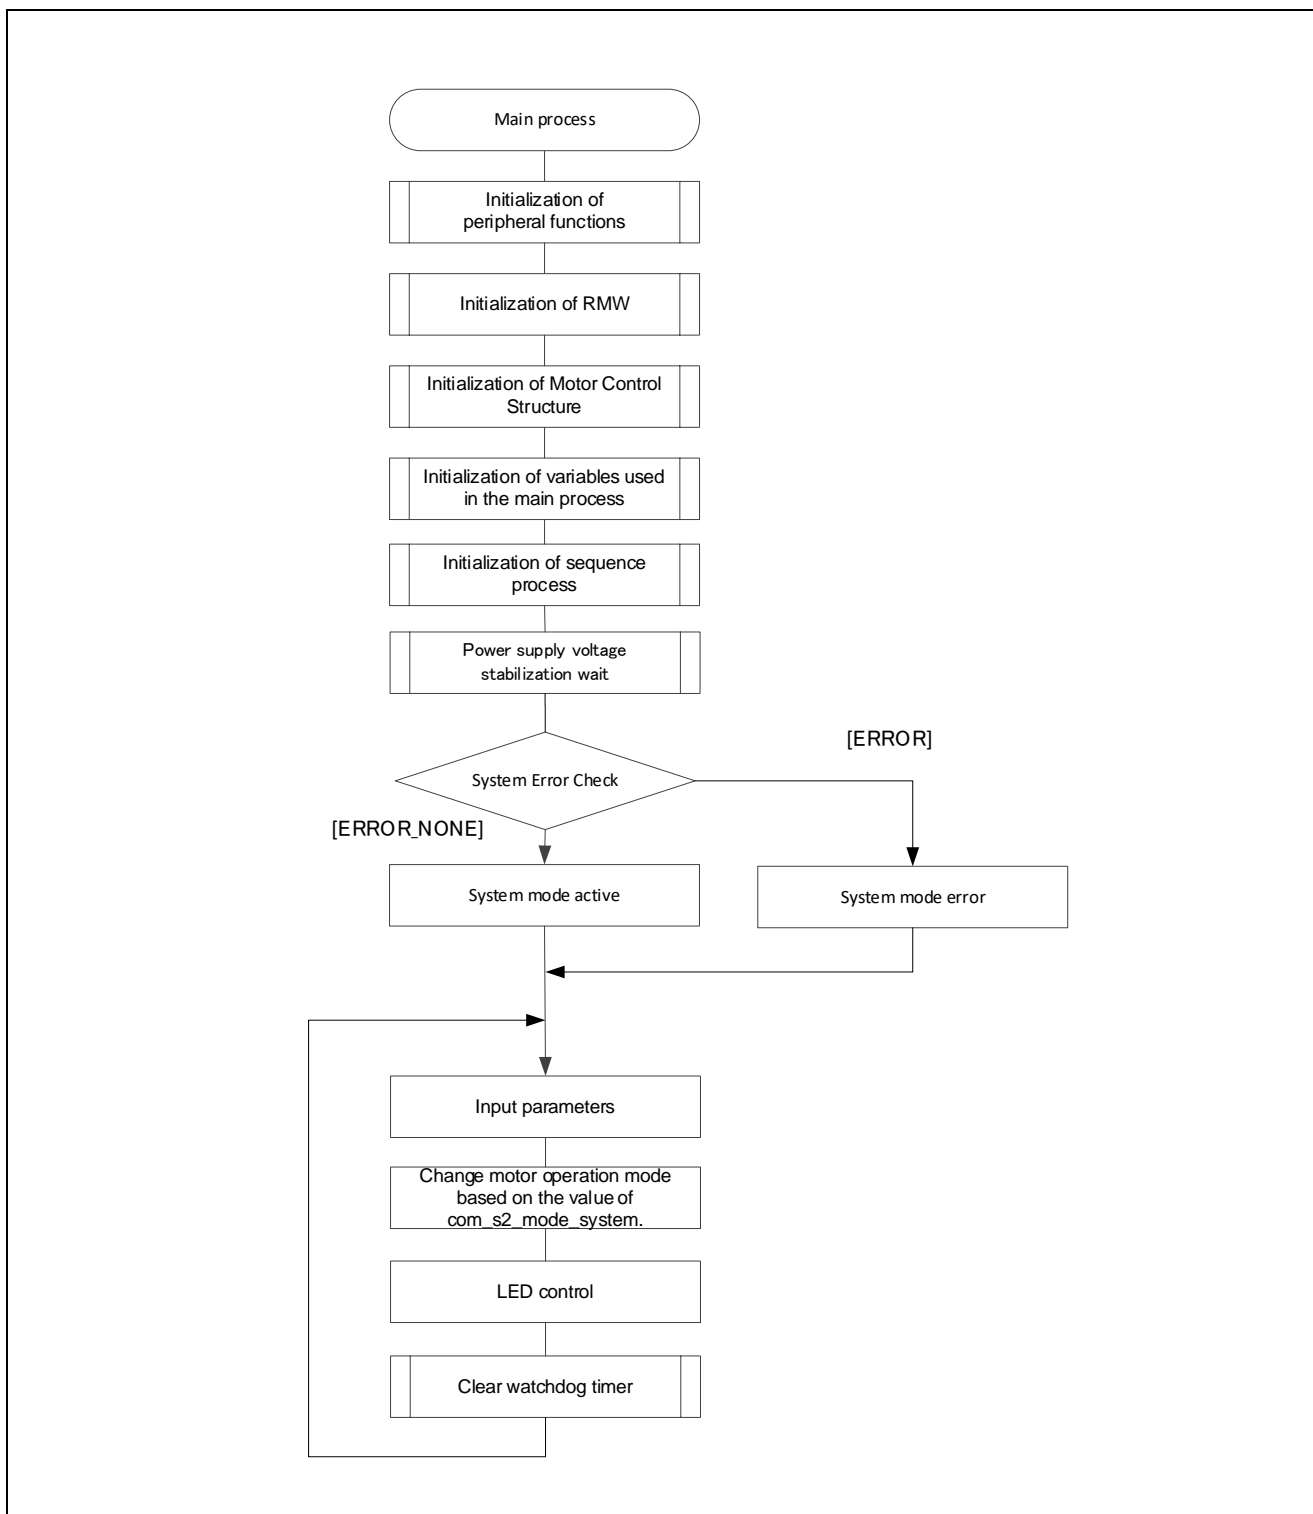 Main process
Initialization of
peripheral functions
Initialization of RMW
Initialization of Motor Control
Structure
Initialization of variables used
in the main process
Initialization of sequence
process
Power supply voltage
stabilization wait
[ERROR]
System Error Check
[ERROR_NONE]
System mode active
System mode error
Input parameters
Change motor operation mode
based on the value of
com_s2_mode_system.
LED control
Clear watchdog timer